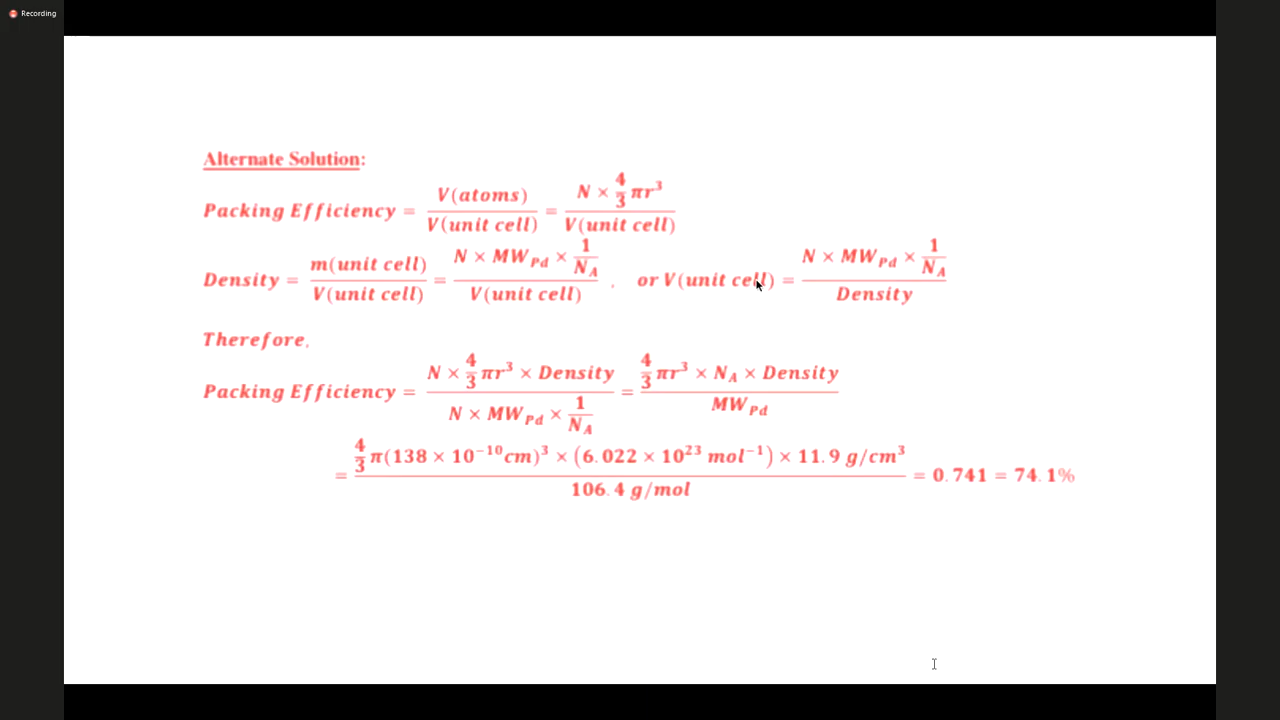 Recording
Alternate Solution:
Packing Efficiency = V(atoms) / V(unit cell) = N × 4/3 πr³ / V(unit cell)
Density = m(unit cell) / V(unit cell) = N × MW_Pd × 1/N_A / V(unit cell) , or V(unit cell) = N × MW_Pd × 1/N_A / Density
Therefore,
Packing Efficiency = N × 4/3 πr³ × Density / N × MW_Pd × 1/N_A = 4/3 πr³ × N_A × Density / MW_Pd
= 4/3 π(138 × 10⁻¹⁰cm)³ × (6.022 × 10²³ mol⁻¹) × 11.9 g/cm³ / 106.4 g/mol = 0.741 = 74.1%